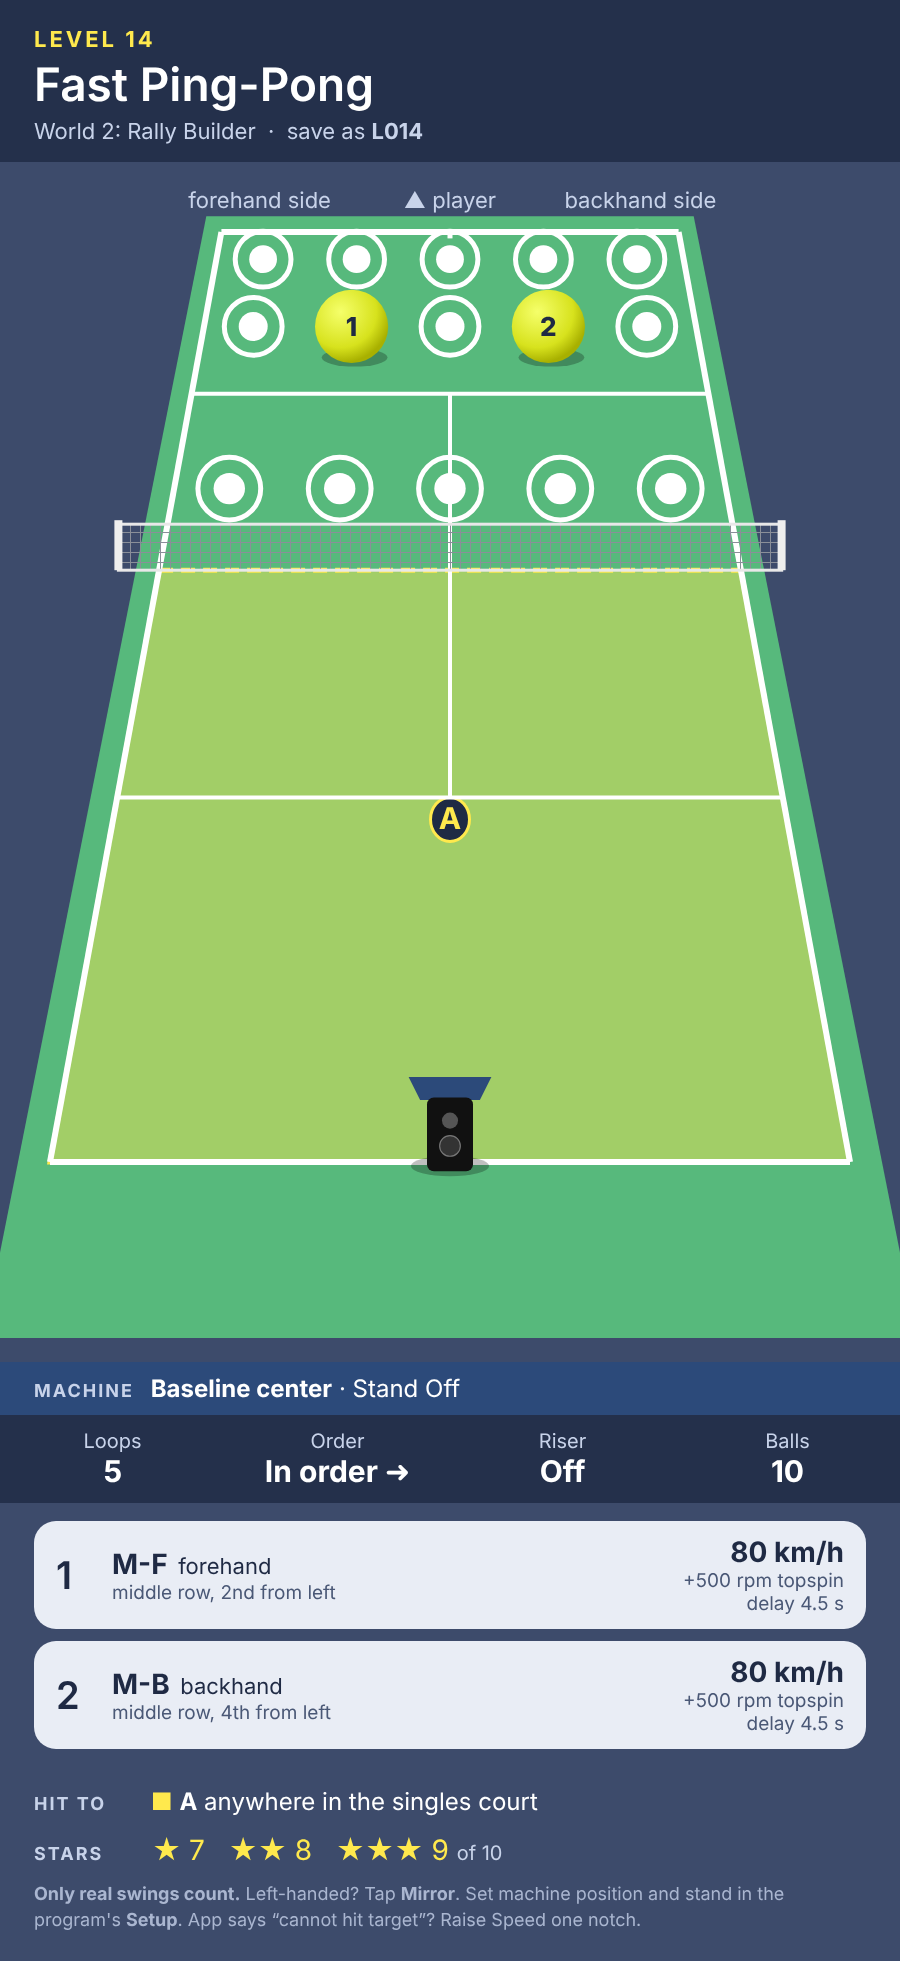 LEVEL 14
Fast Ping-Pong
World 2: Rally Builder · save as L014
forehand side ▲ player backhand side
1 2
A
MACHINE Baseline center · Stand Off
Loops Order Riser Balls
5 In order → Off 10
1 M-F forehand 80 km/h
middle row, 2nd from left +500 rpm topspin
delay 4.5 s
2 M-B backhand 80 km/h
middle row, 4th from left +500 rpm topspin
delay 4.5 s
HIT TO A anywhere in the singles court
STARS ★ 7 ★★ 8 ★★★ 9 of 10
Only real swings count. Left-handed? Tap Mirror. Set machine position and stand in the
program's Setup. App says “cannot hit target”? Raise Speed one notch.